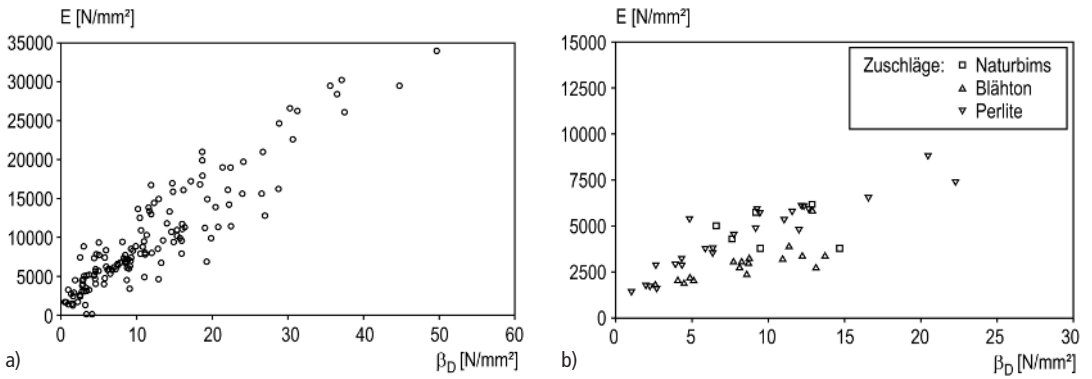 E [N/mm²]
35000
30000
25000
20000
15000
10000
5000
0
0 10 20 30 40 50 60
a)
β_D [N/mm²]
E [N/mm²]
15000
12500
10000
7500
5000
2500
0
Zuschläge: Naturbims
Blähton
Perlite
0 5 10 15 20 25 30
b)
β_D [N/mm²]